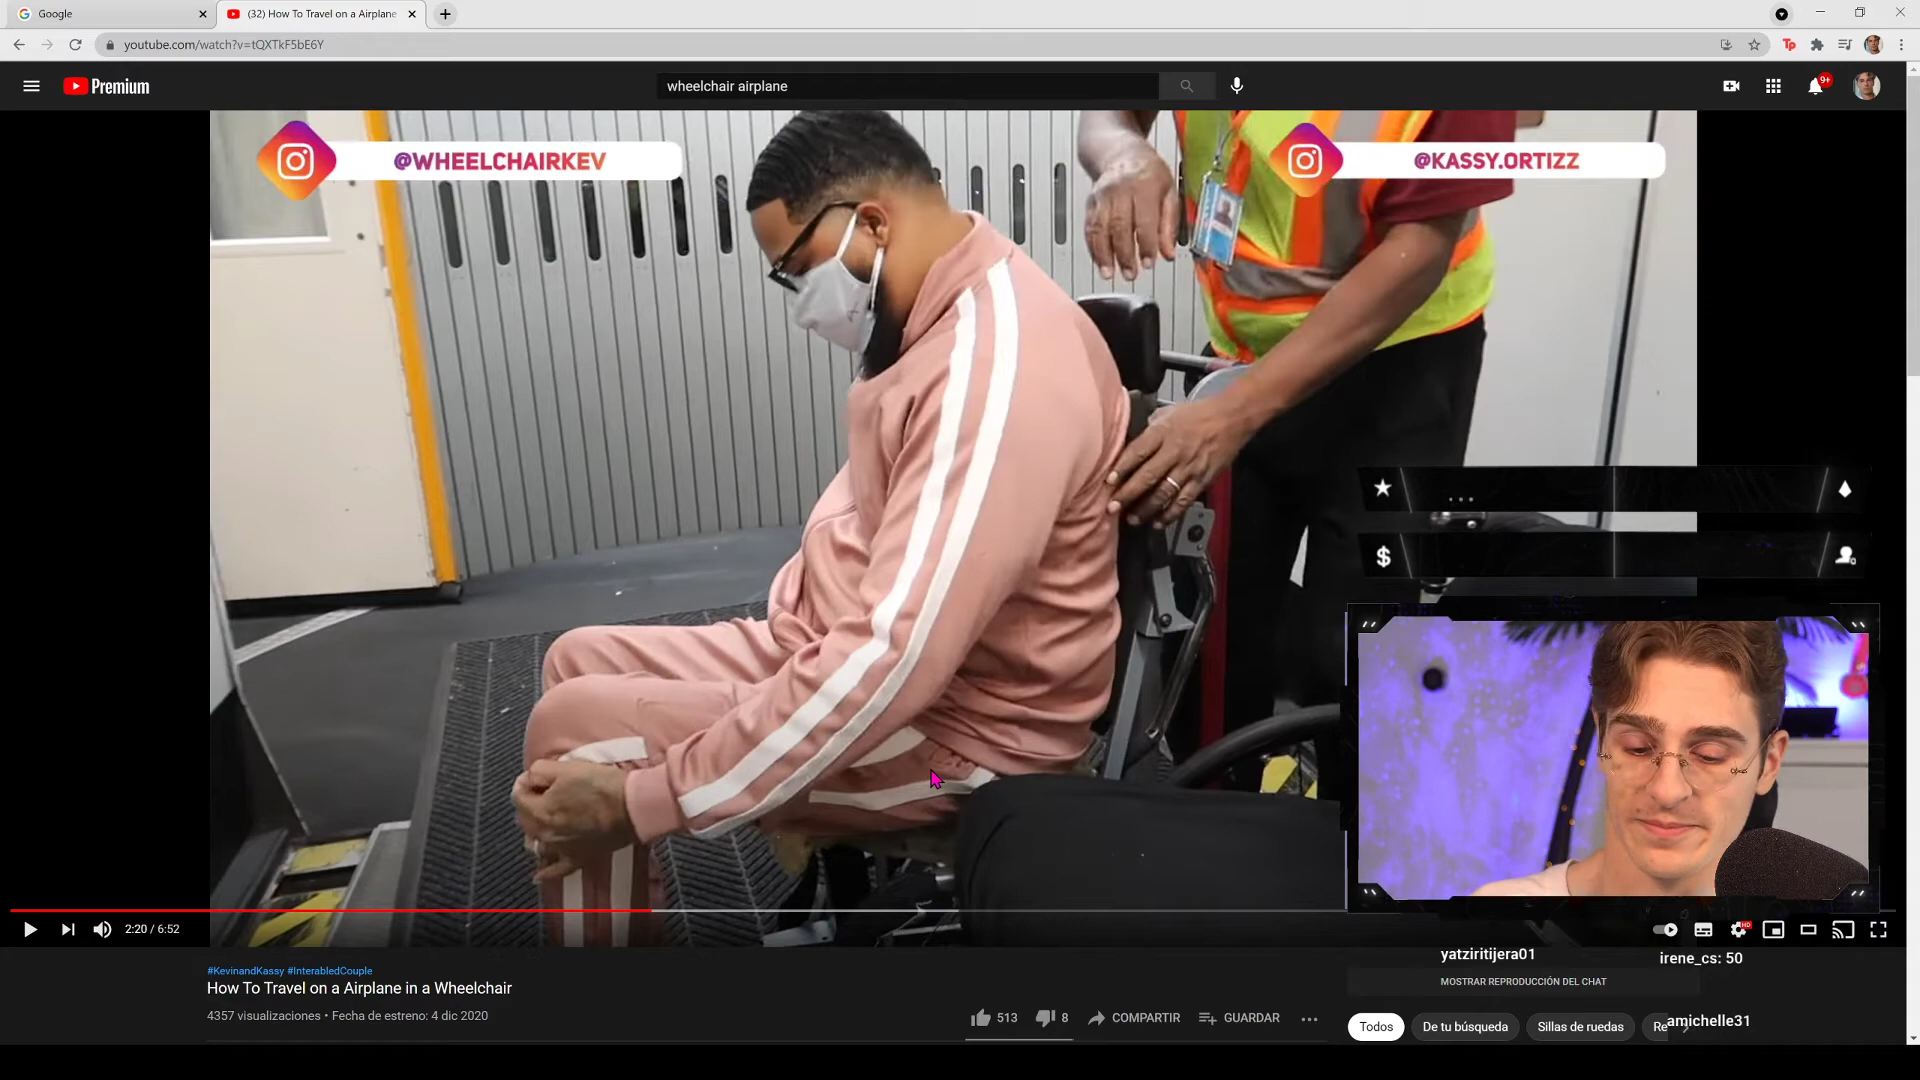 Google
(32) How To Travel on a Airplane
youtube.com/watch?v=tQXTkF5bE6Y
Tp
Premium
wheelchair airplane
9+
@WHEELCHAIRKEV
@KASSY.ORTIZZ
2:20 / 6:52
HD
#KevinandKassy #InterabledCouple
How To Travel on a Airplane in a Wheelchair
4357 visualizaciones • Fecha de estreno: 4 dic 2020
513
8
COMPARTIR
GUARDAR
yatziritijera01
irene_cs: 50
MOSTRAR REPRODUCCIÓN DEL CHAT
Todos
De tu búsqueda
Sillas de ruedas
Re
amichelle31